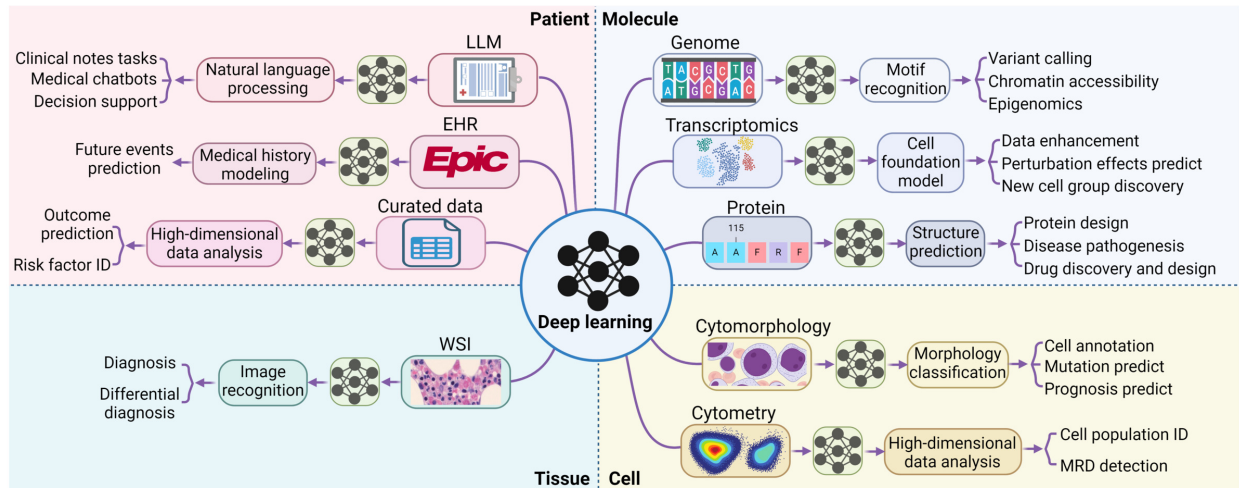 Patient
LLM
Clinical notes tasks
Medical chatbots
Decision support
Natural language
processing
EHR
Future events
prediction
Medical history
modeling
Epic
Curated data
Outcome
prediction
Risk factor ID
High-dimensional
data analysis
Molecule
Genome
T A C G C T G
A T G C G A C
Motif
recognition
Variant calling
Chromatin accessibility
Epigenomics
Transcriptomics
Cell
foundation
model
Data enhancement
Perturbation effects predict
New cell group discovery
Protein
115
A A F R F
Structure
prediction
Protein design
Disease pathogenesis
Drug discovery and design
Deep learning
WSI
Diagnosis
Differential
diagnosis
Image
recognition
Tissue
Cytomorphology
Morphology
classification
Cell annotation
Mutation predict
Prognosis predict
Cytometry
High-dimensional
data analysis
Cell population ID
MRD detection
Cell